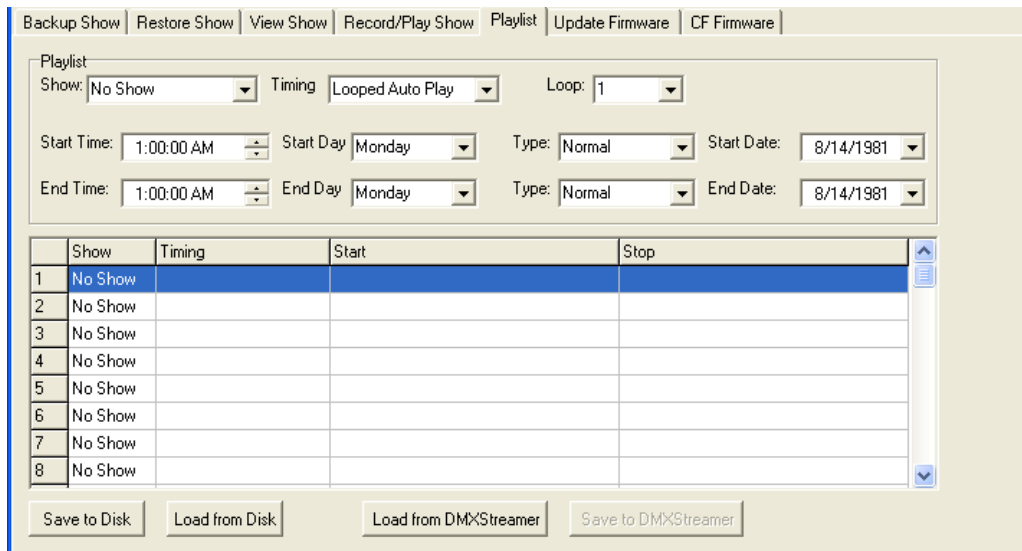 Backup Show Restore Show View Show Record/Play Show Playlist Update Firmware CF Firmware
Playlist
Show: No Show Timing Looped Auto Play Loop: 1
Start Time: 1:00:00 AM Start Day Monday Type: Normal Start Date: 8/14/1981
End Time: 1:00:00 AM End Day Monday Type: Normal End Date: 8/14/1981
Show Timing Start Stop
1 No Show
2 No Show
3 No Show
4 No Show
5 No Show
6 No Show
7 No Show
8 No Show
Save to Disk Load from Disk Load from DMXStreamer Save to DMXStreamer